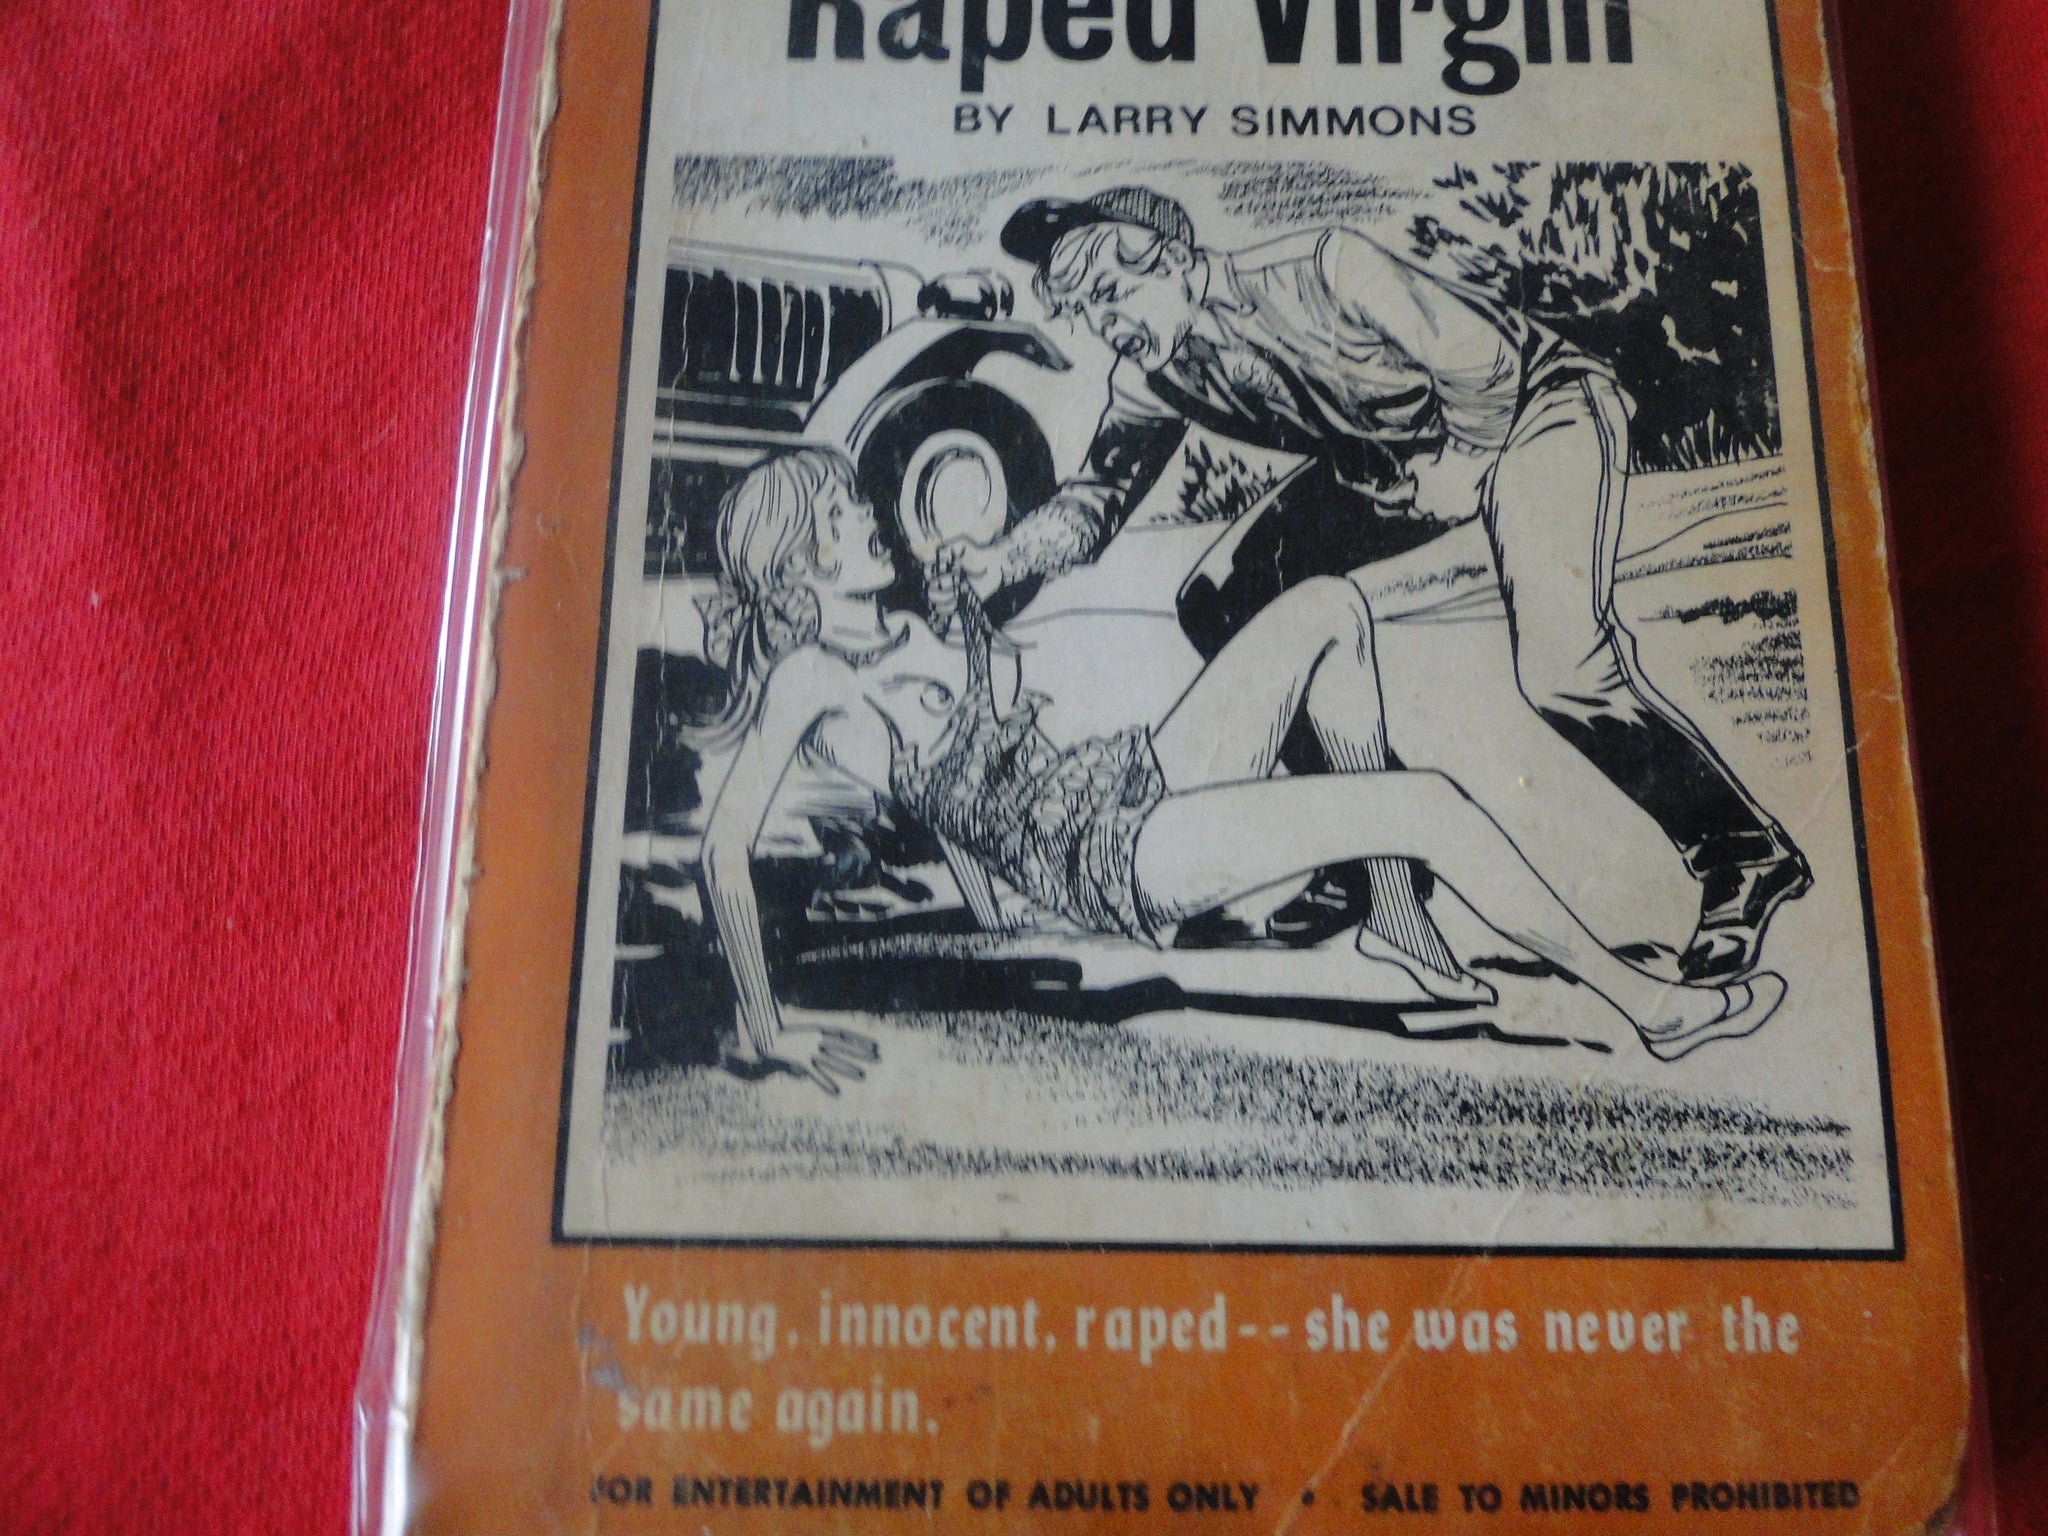 Raped Virgin
BY LARRY SIMMONS
Young, innocent, raped--she was never the
same again.
FOR ENTERTAINMENT OF ADULTS ONLY • SALE TO MINORS PROHIBITED